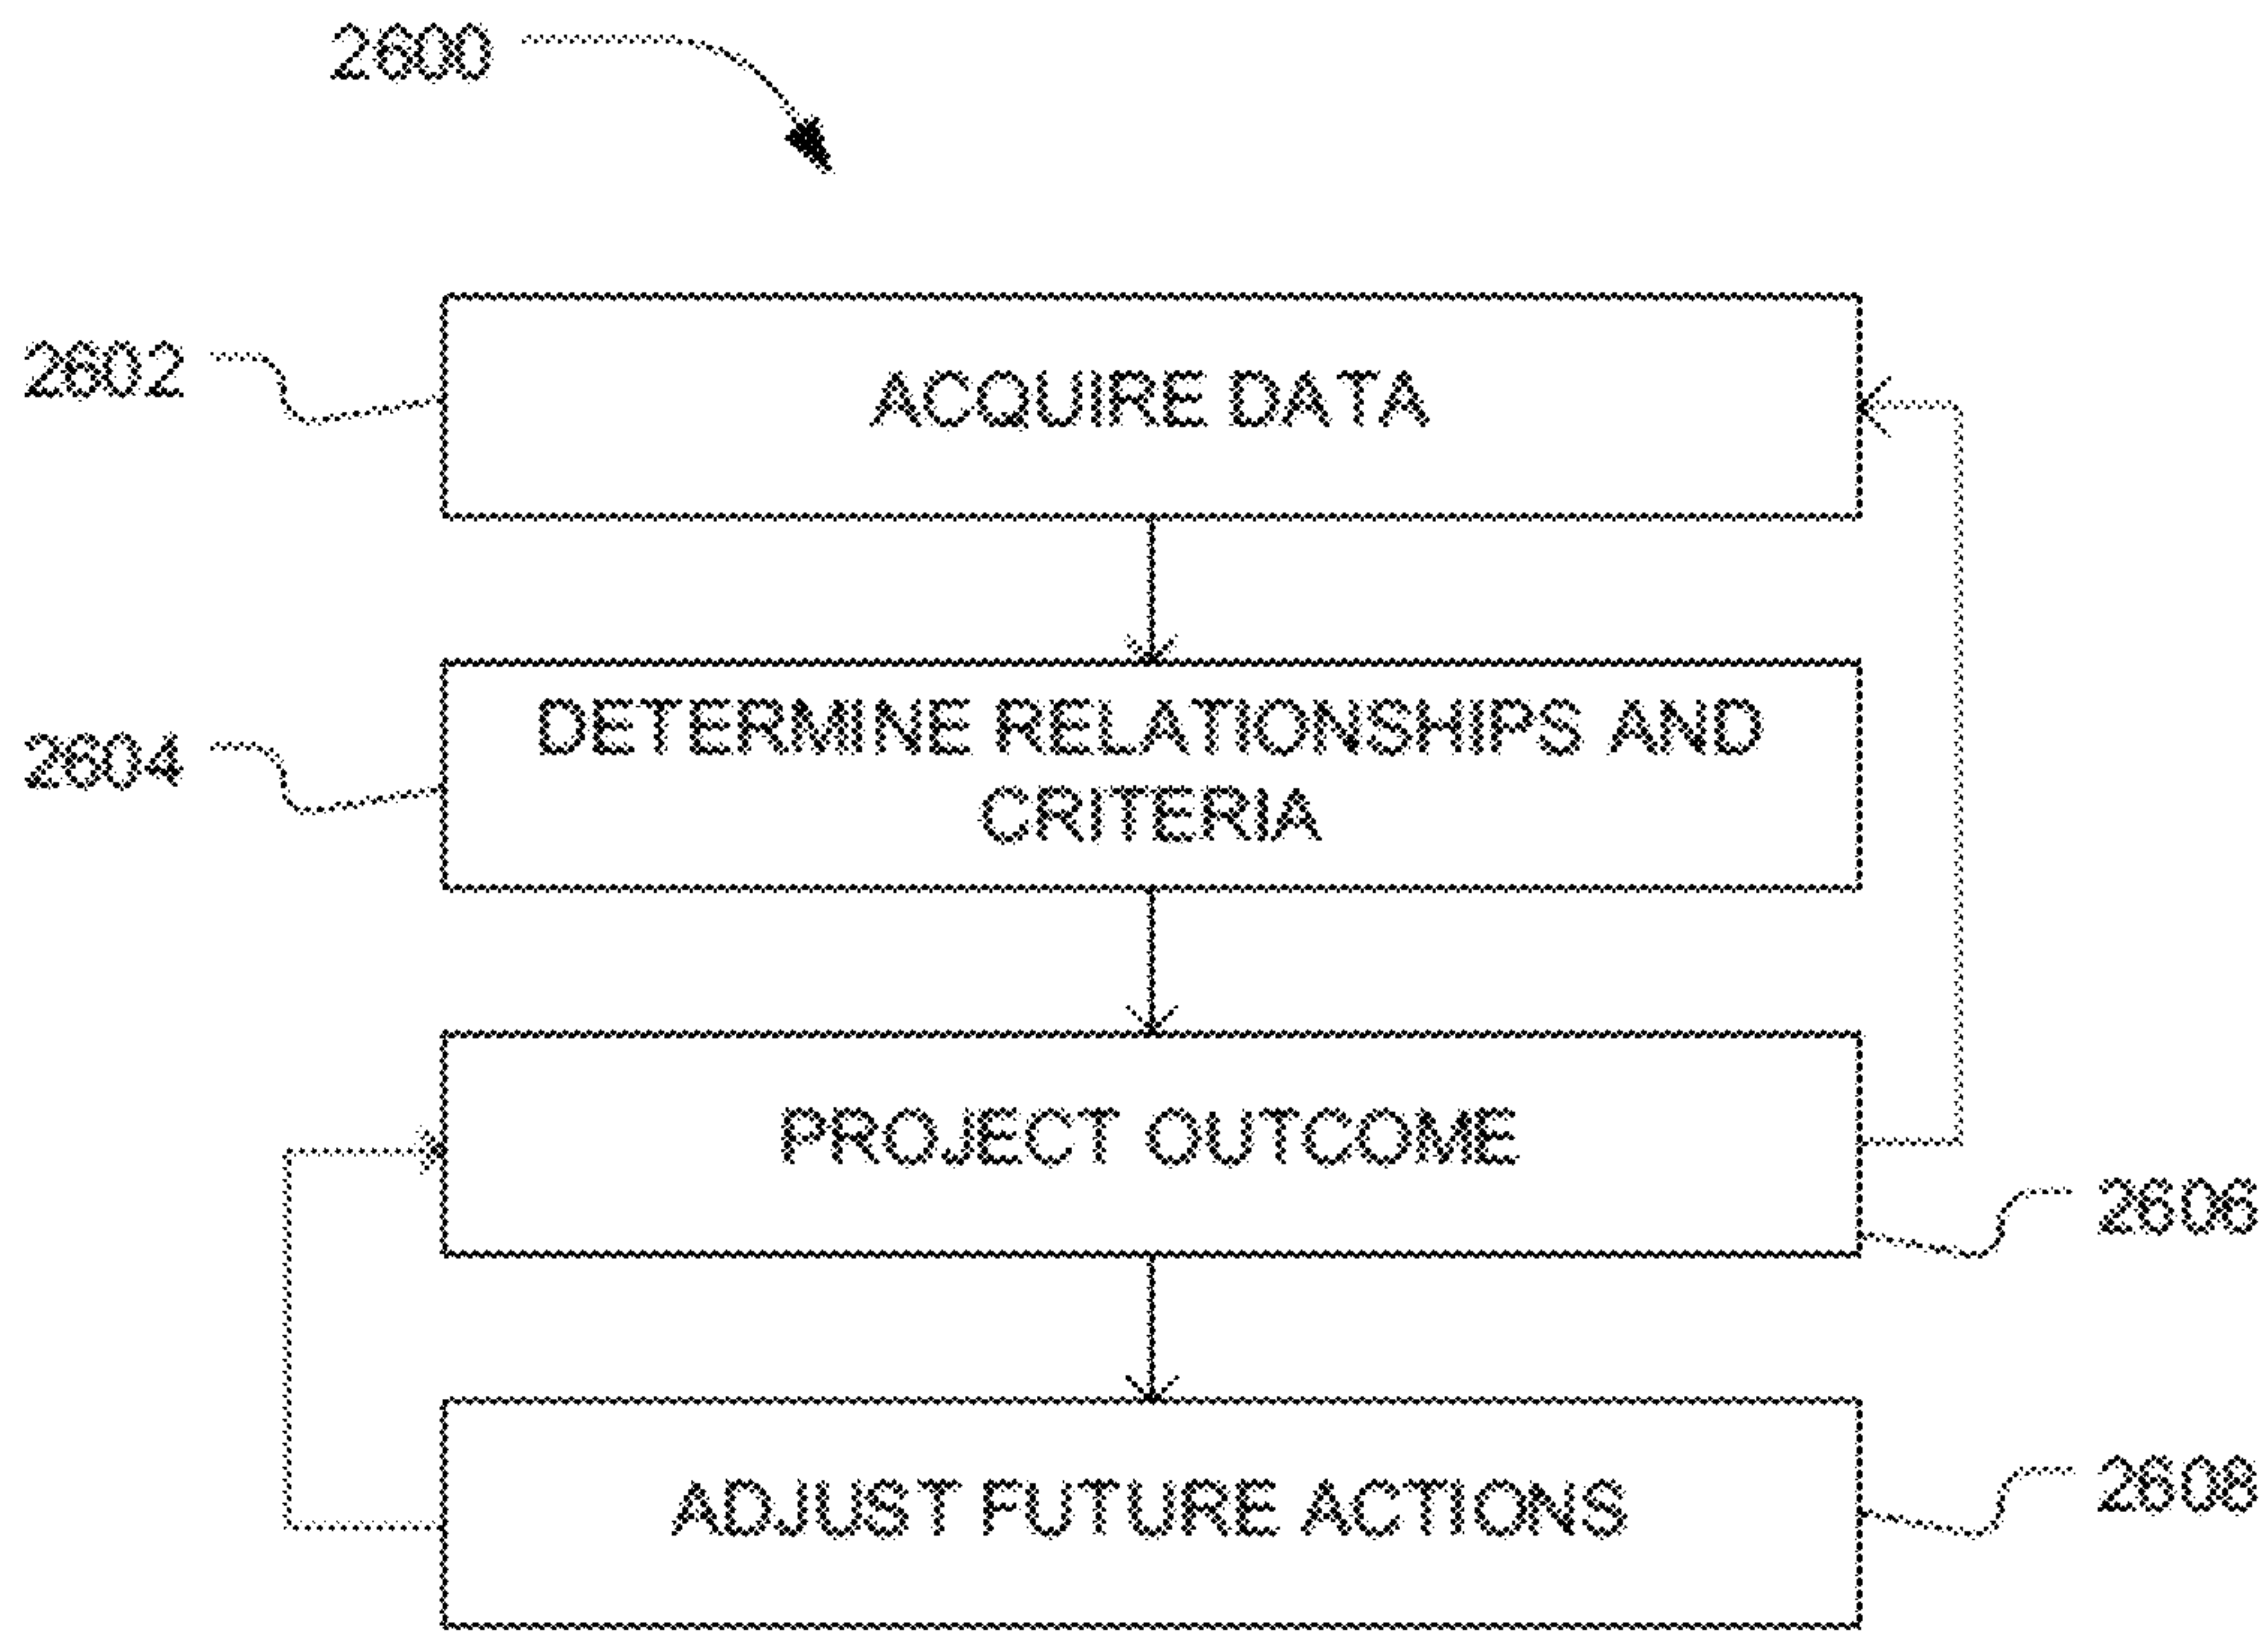 2600
2602
ACQUIRE DATA
2604
DETERMINE RELATIONSHIPS AND
CRITERIA
PROJECT OUTCOME
2606
ADJUST FUTURE ACTIONS
2608